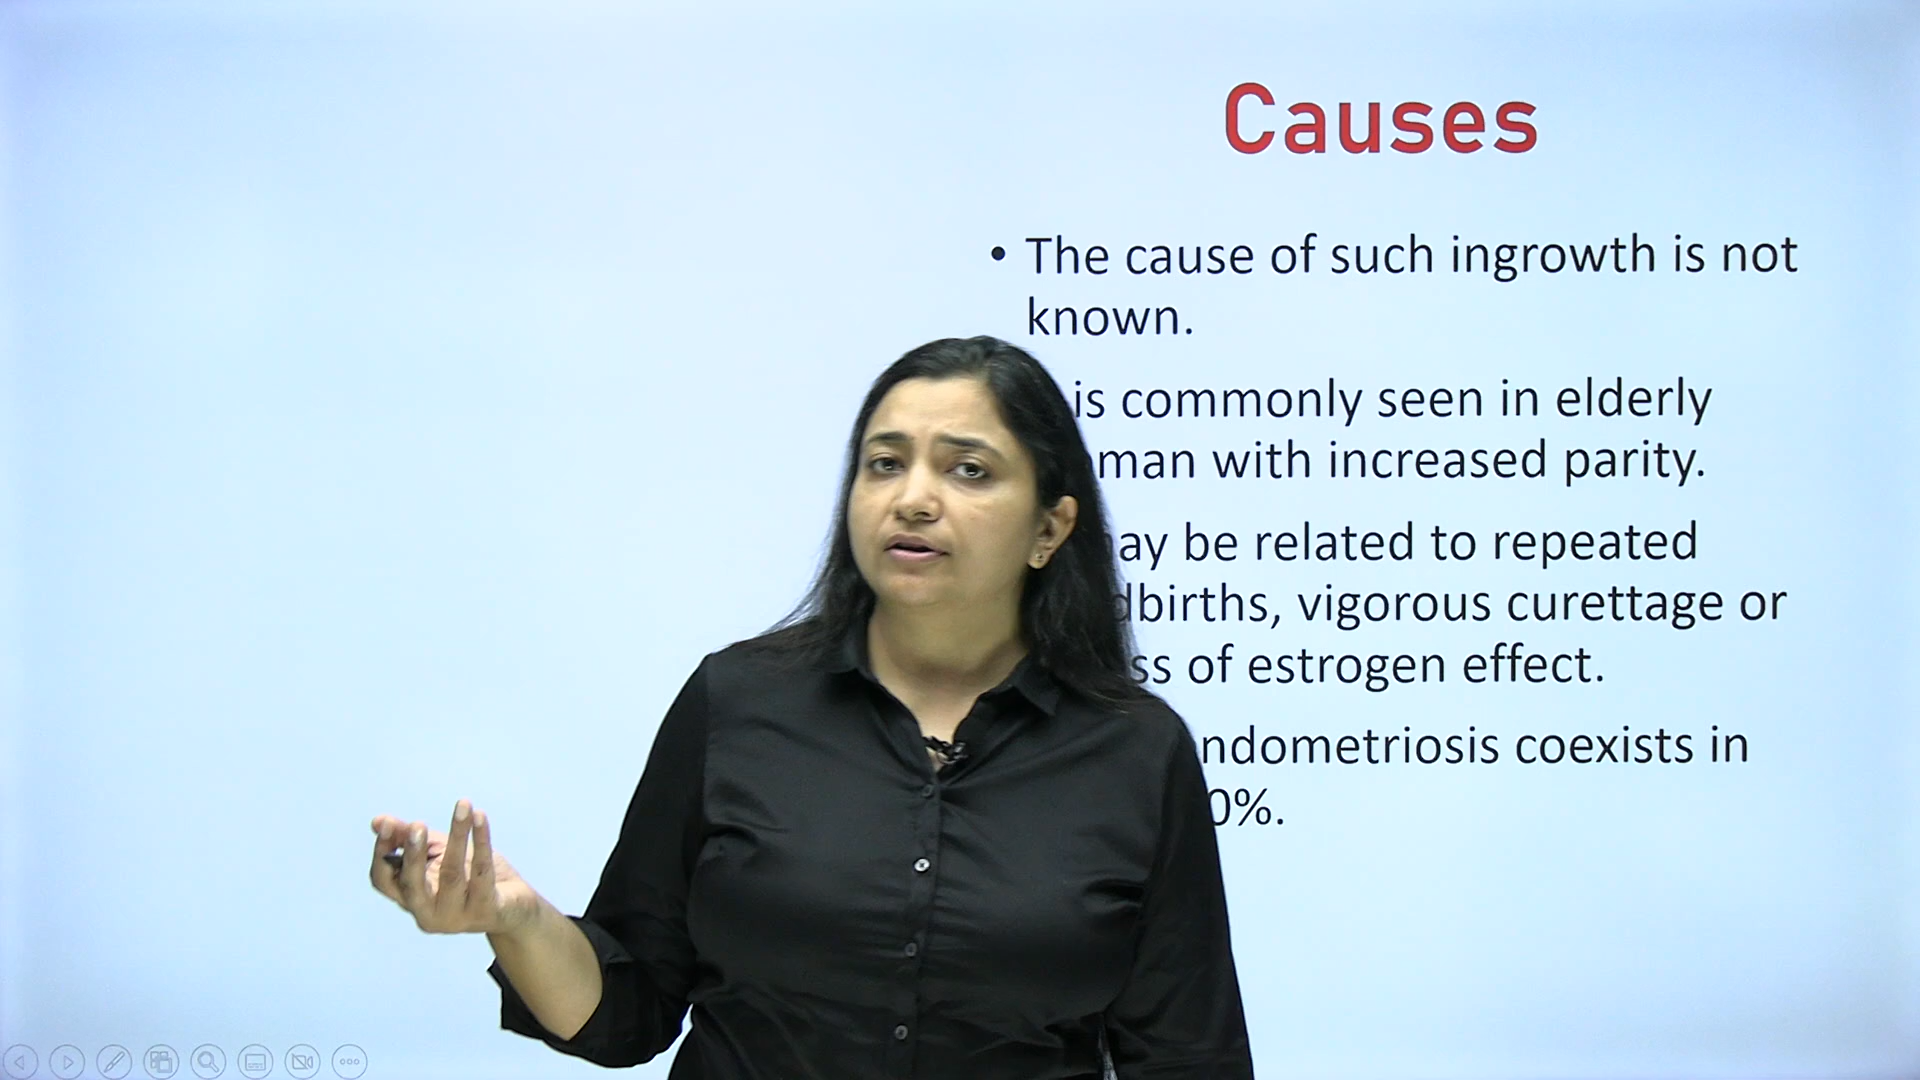 Causes
• The cause of such ingrowth is not
known.
is commonly seen in elderly
man with increased parity.
ay be related to repeated
dbirths, vigorous curettage or
ss of estrogen effect.
ndometriosis coexists in
0%.